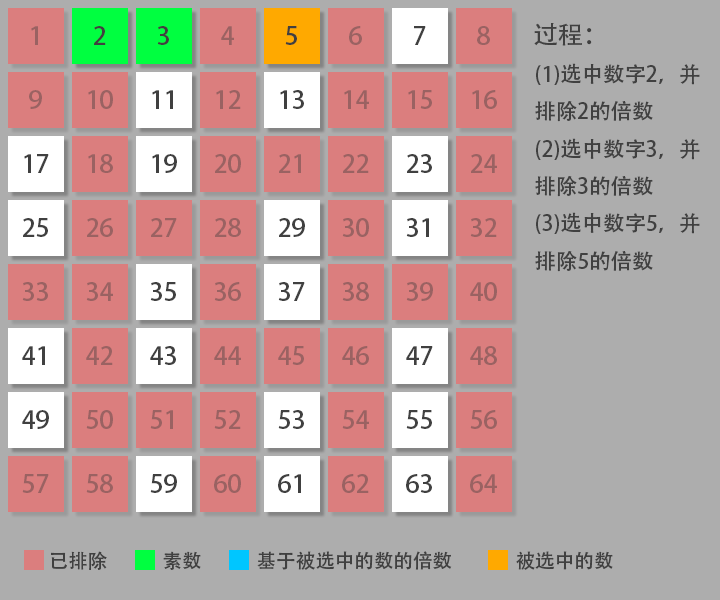 1 2 3 4 5 6 7 8
9 10 11 12 13 14 15 16
17 18 19 20 21 22 23 24
25 26 27 28 29 30 31 32
33 34 35 36 37 38 39 40
41 42 43 44 45 46 47 48
49 50 51 52 53 54 55 56
57 58 59 60 61 62 63 64
过程：
(1)选中数字2，并
排除2的倍数
(2)选中数字3，并
排除3的倍数
(3)选中数字5，并
排除5的倍数
已排除 素数 基于被选中的数的倍数 被选中的数